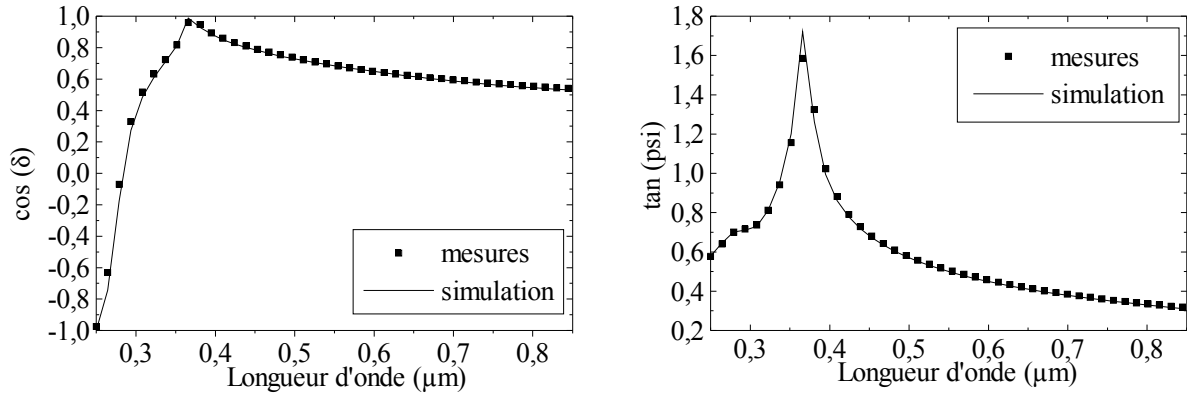 1,0
0,8
0,6
0,4
0,2
0,0
-0,2
-0,4
-0,6
-0,8
-1,0
cos (δ)
mesures
simulation
0,3 0,4 0,5 0,6 0,7 0,8
Longueur d'onde (µm)
1,8
1,6
1,4
1,2
1,0
0,8
0,6
0,4
0,2
tan (psi)
mesures
simulation
0,3 0,4 0,5 0,6 0,7 0,8
Longueur d'onde (µm)